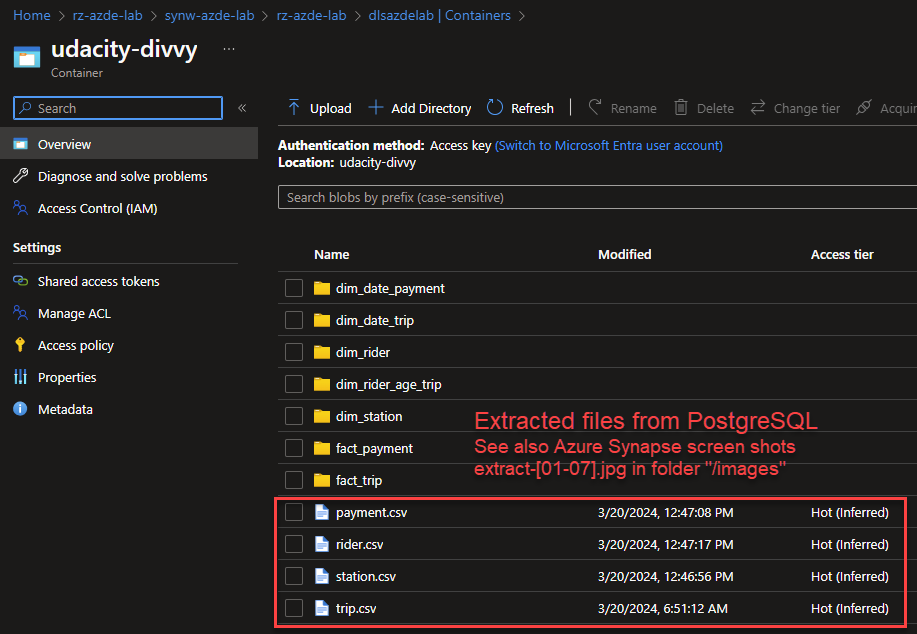 Home > rz-azde-lab > synw-azde-lab > rz-azde-lab > dlsazdelab | Containers >
udacity-divvy ...
Container
Search «
Overview
Diagnose and solve problems
Access Control (IAM)
Settings
Shared access tokens
Manage ACL
Access policy
Properties
Metadata
Upload Add Directory Refresh | Rename Delete Change tier Acquir
Authentication method: Access key (Switch to Microsoft Entra user account)
Location: udacity-divvy
Search blobs by prefix (case-sensitive)
Name Modified Access tier
dim_date_payment
dim_date_trip
dim_rider
dim_rider_age_trip
dim_station
fact_payment
fact_trip
Extracted files from PostgreSQL
See also Azure Synapse screen shots
extract-[01-07].jpg in folder "/images"
payment.csv 3/20/2024, 12:47:08 PM Hot (Inferred)
rider.csv 3/20/2024, 12:47:17 PM Hot (Inferred)
station.csv 3/20/2024, 12:46:56 PM Hot (Inferred)
trip.csv 3/20/2024, 6:51:12 AM Hot (Inferred)